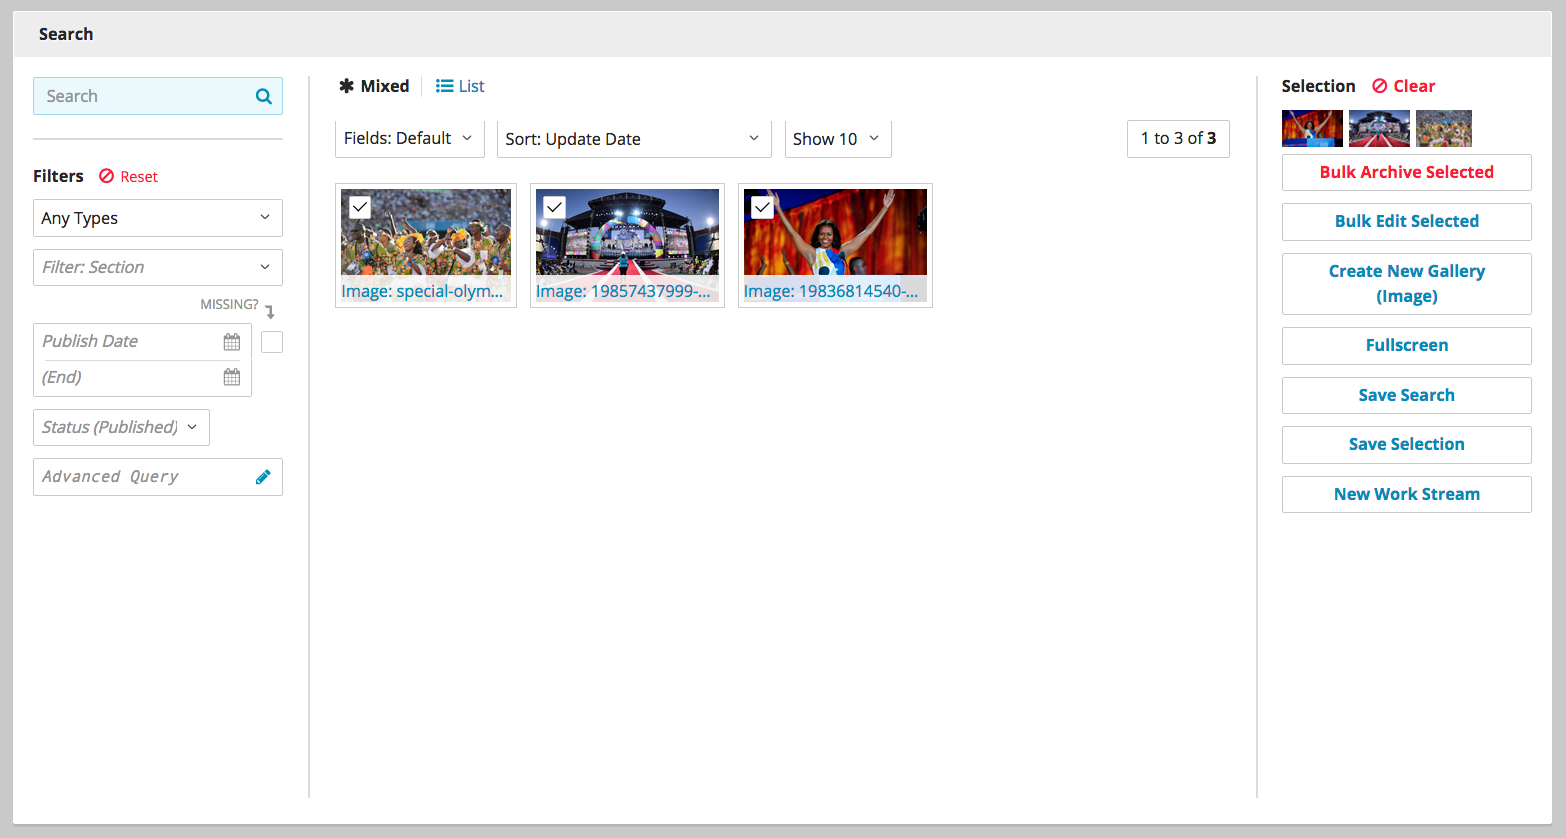 Search
Search
Filters
Reset
Any Types
Filter: Section
MISSING?
Publish Date
(End)
Status (Published)
Advanced Query
Mixed
List
Fields: Default
Sort: Update Date
Show 10
1 to 3 of 3
Image: special-olym...
Image: 19857437999-...
Image: 19836814540-...
Selection
Clear
Bulk Archive Selected
Bulk Edit Selected
Create New Gallery
(Image)
Fullscreen
Save Search
Save Selection
New Work Stream